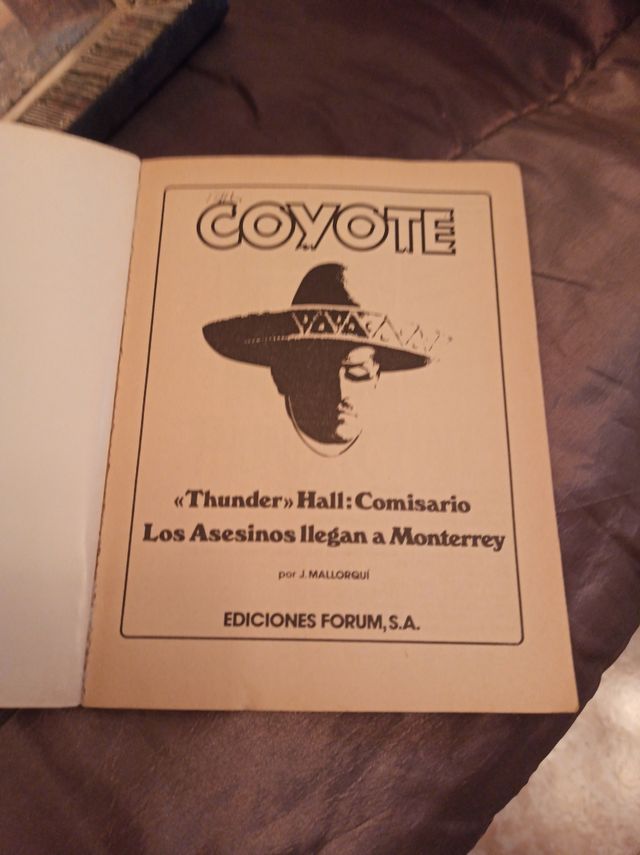 COYOTE
«Thunder» Hall: Comisario
Los Asesinos llegan a Monterrey
por J. MALLORQUÍ
EDICIONES FORUM, S.A.